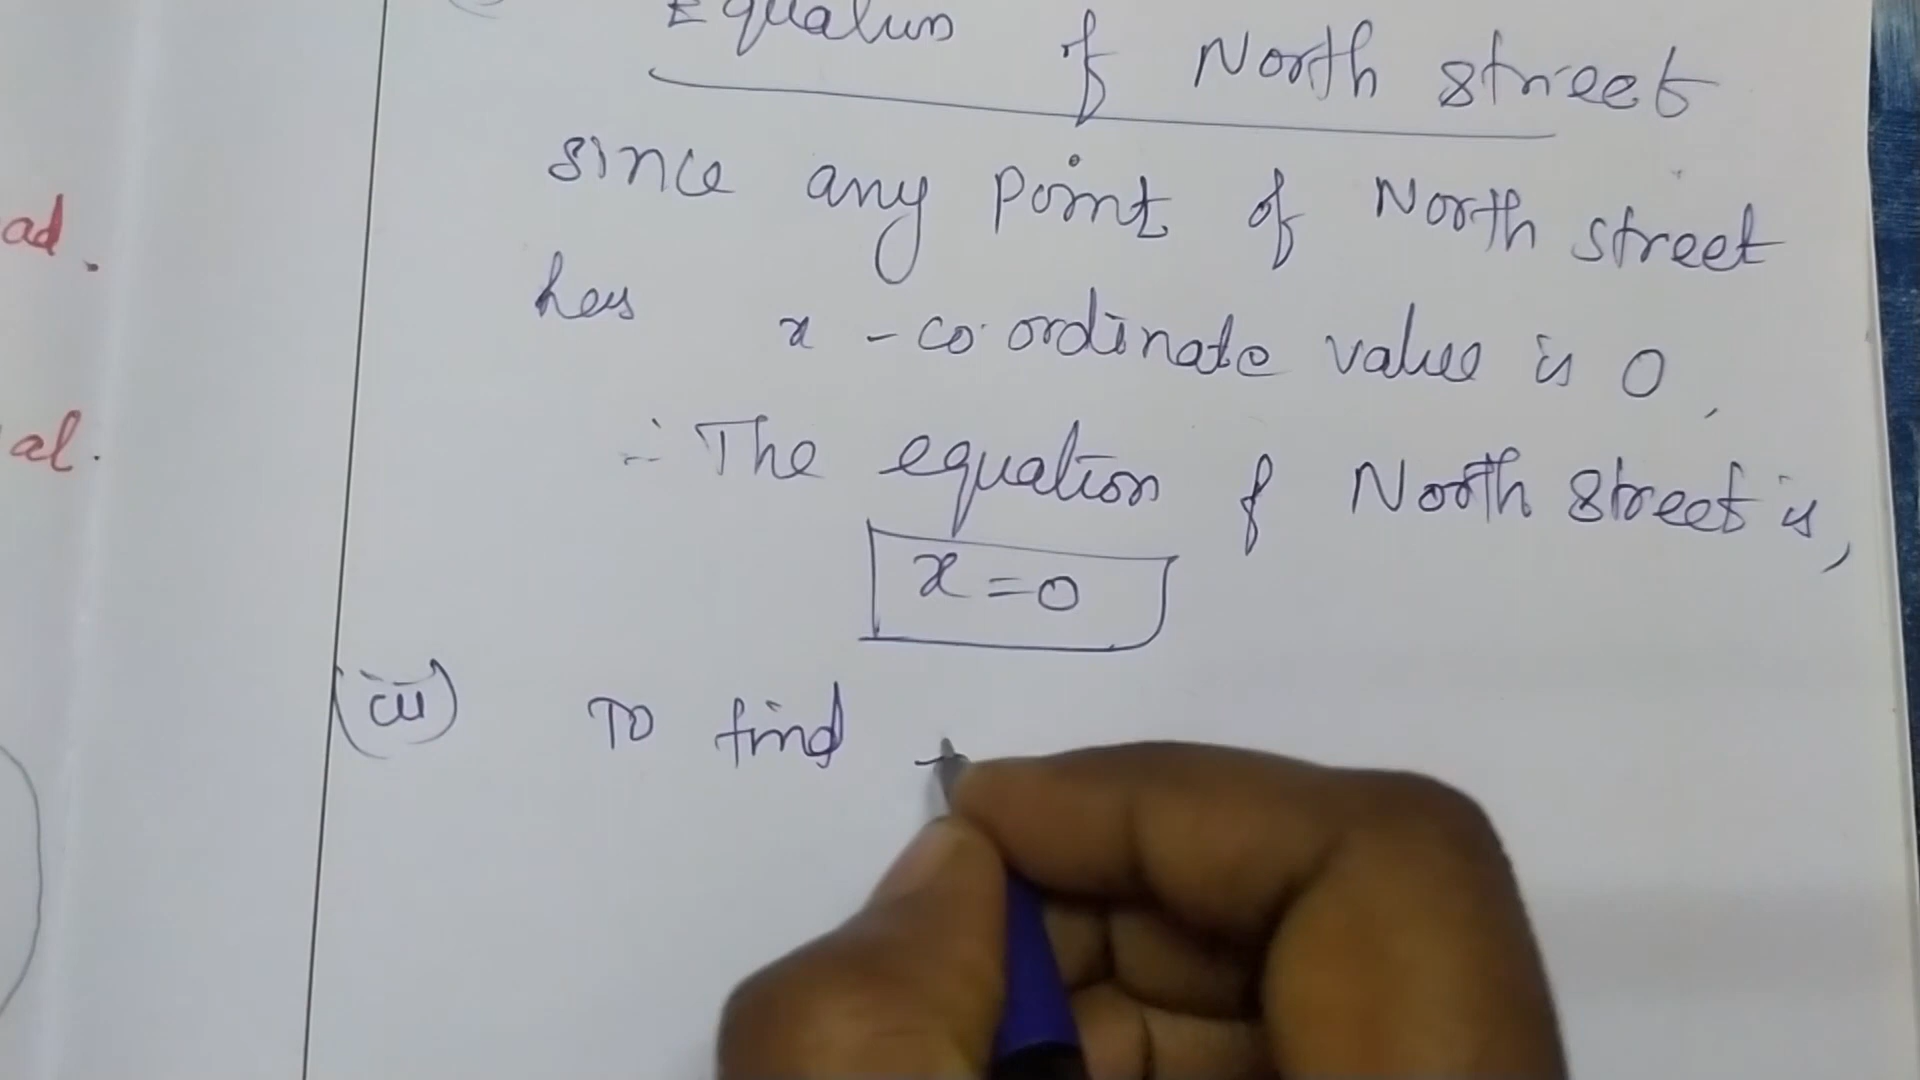 Equation of North street
since any point of North street
has x - co-ordinate value is 0,
∴ The equation of North Street is,
x = 0
To find
ad.
al.